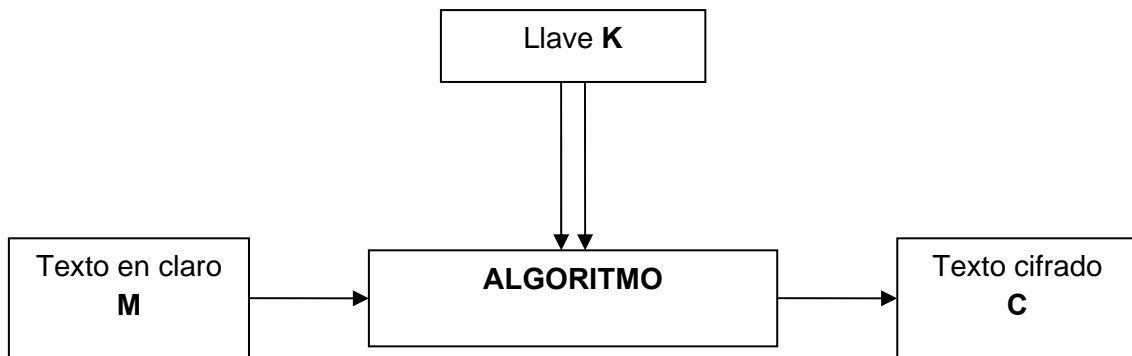 Llave K
Texto en claro
M
ALGORITMO
Texto cifrado
C